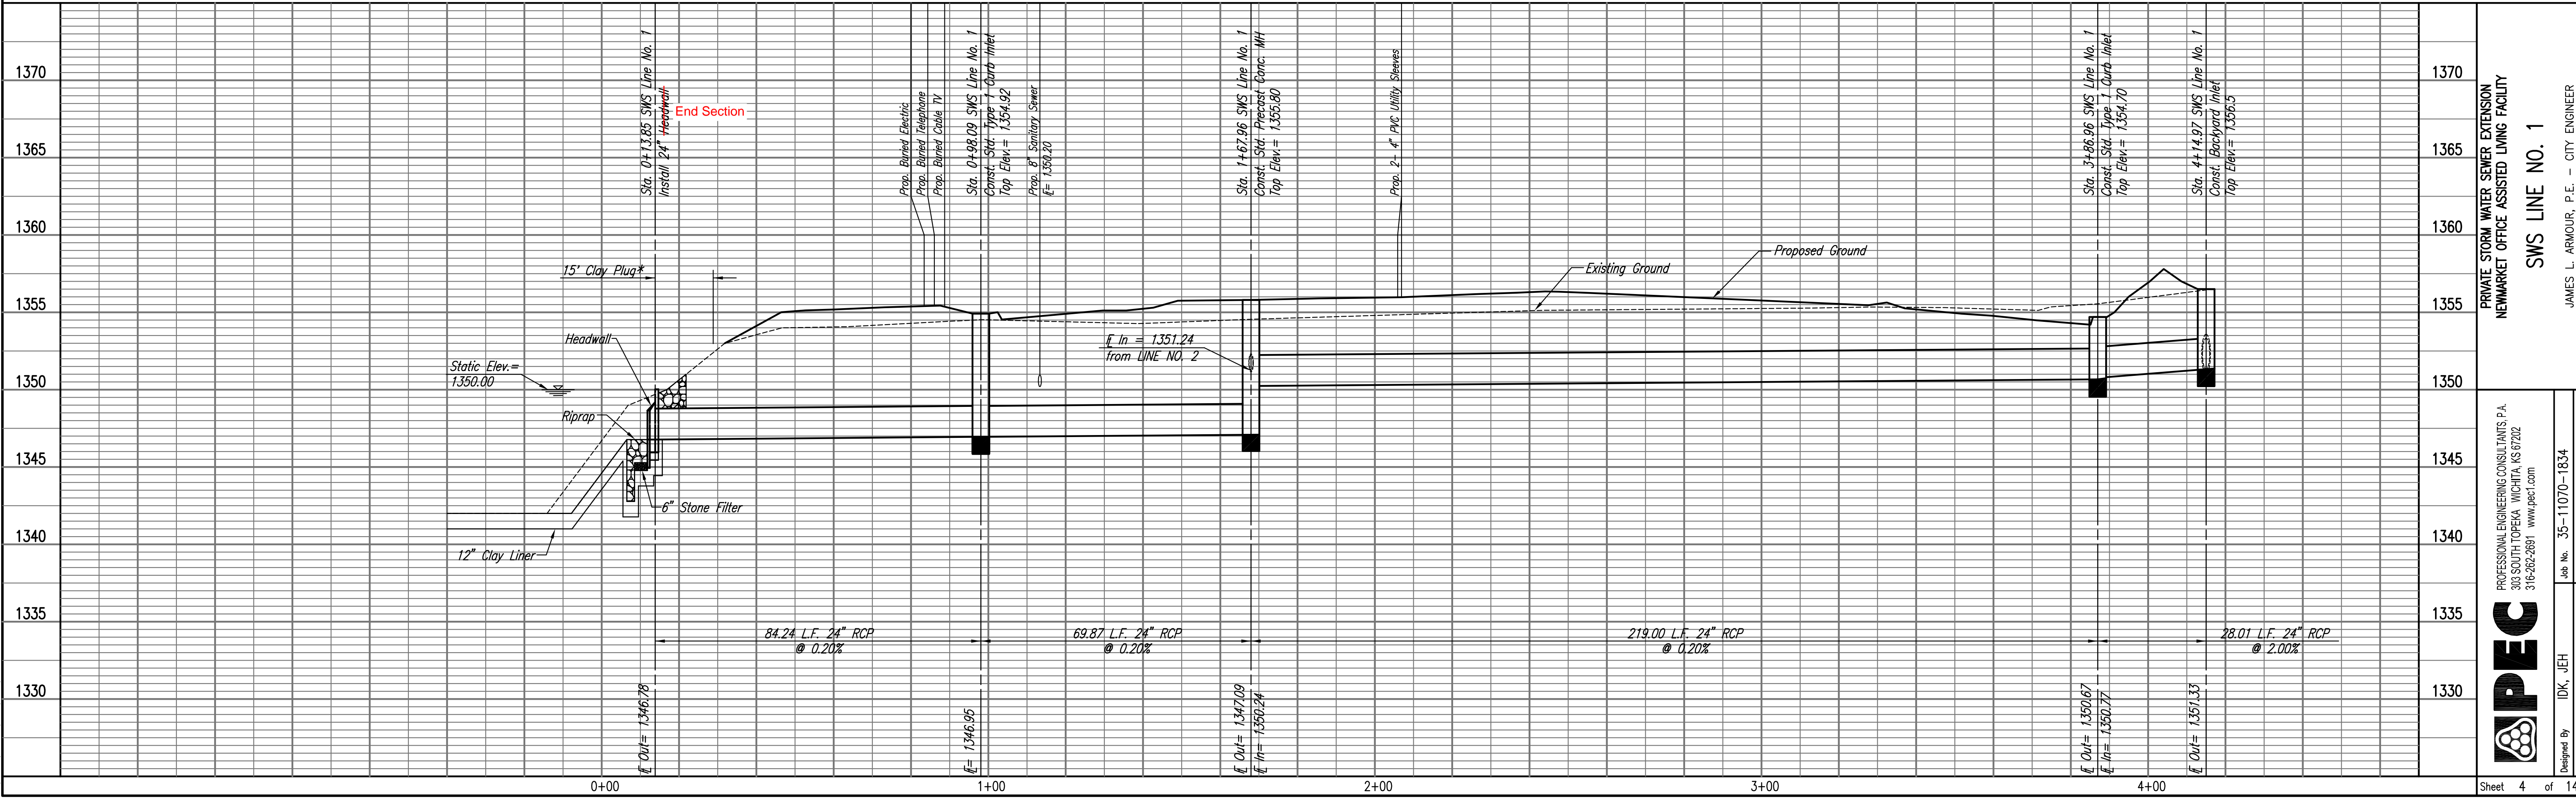 1370
1365
1360
1355
1350
1345
1340
1335
1330
Sta. 0+13.85 SWS Line No. 1
Install 24" Headwall
End Section
Prop. Buried Electric
Prop. Buried Telephone
Prop. Buried Cable TV
Sta. 0+98.09 SWS Line No. 1
Const. Std. Type 1 Curb Inlet
Top Elev.= 1354.92
Prop. 8" Sanitary Sewer
℄= 1350.20
Sta. 1+67.96 SWS Line No. 1
Const. Std. Precast Conc. MH
Top Elev.= 1355.80
Prop. 2- 4" PVC Utility Sleeves
Sta. 3+86.96 SWS Line No. 1
Const. Std. Type 1 Curb Inlet
Top Elev.= 1354.70
Sta. 4+14.97 SWS Line No. 1
Const. Backyard Inlet
Top Elev.= 1356.5
15' Clay Plug*
Headwall
Static Elev.=
1350.00
Riprap
6" Stone Filter
12" Clay Liner
℄ In = 1351.24
from LINE NO. 2
Existing Ground
Proposed Ground
84.24 L.F. 24" RCP
@ 0.20%
69.87 L.F. 24" RCP
@ 0.20%
219.00 L.F. 24" RCP
@ 0.20%
28.01 L.F. 24" RCP
@ 2.00%
℄ Out= 1346.78
℄= 1346.95
℄ Out= 1347.09
℄ In= 1350.24
℄ Out= 1350.67
℄ In= 1350.77
℄ Out= 1351.33
0+00
1+00
2+00
3+00
4+00
1370
1365
1360
1355
1350
1345
1340
1335
1330
PRIVATE STORM WATER SEWER EXTENSION
NEWMARKET OFFICE ASSISTED LIVING FACILITY
SWS LINE NO. 1
JAMES L. ARMOUR, P.E. - CITY ENGINEER
PEC
PROFESSIONAL ENGINEERING CONSULTANTS, P.A.
303 SOUTH TOPEKA WICHITA, KS 67202
316-262-2691 www.pec1.com
Job No. 35-11070-1834
Designed By IDK, JEH
Sheet 4 of 14